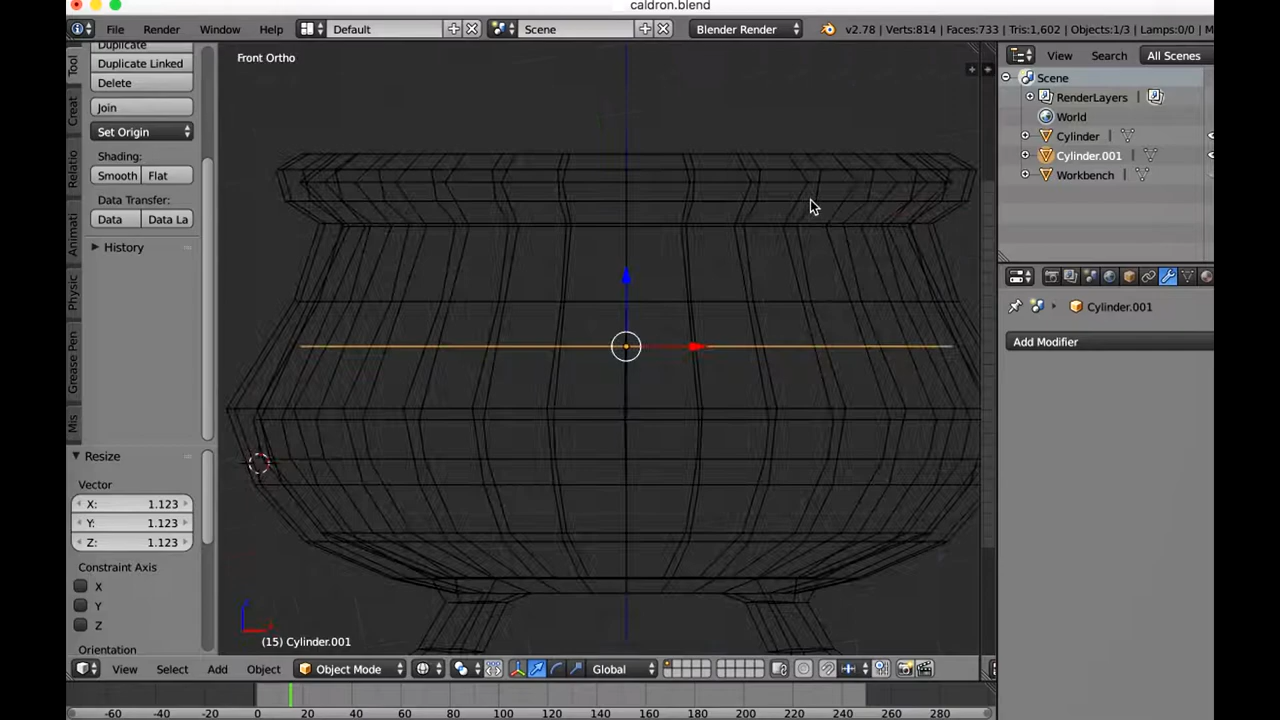 caldron.blend
File Render Window Help Default Scene Blender Render v2.78 | Verts:814 | Faces:733 | Tris:1,602 | Objects:1/3 | Lamps:0/0 | M
Duplicate
Duplicate Linked
Delete
Join
Set Origin
Shading:
Smooth Flat
Data Transfer:
Data Data La
History
Tool
Creat
Relatio
Animati
Physic
Grease Pen
Mis
Resize
Vector
X: 1.123
Y: 1.123
Z: 1.123
Constraint Axis
X
Y
Z
Orientation
Front Ortho
(15) Cylinder.001
View Select Add Object Object Mode Global
-60 -40 -20 0 20 40 60 80 100 120 140 160 180 200 220 240 260 280
View Search All Scenes
Scene
RenderLayers
World
Cylinder
Cylinder.001
Workbench
Cylinder.001
Add Modifier